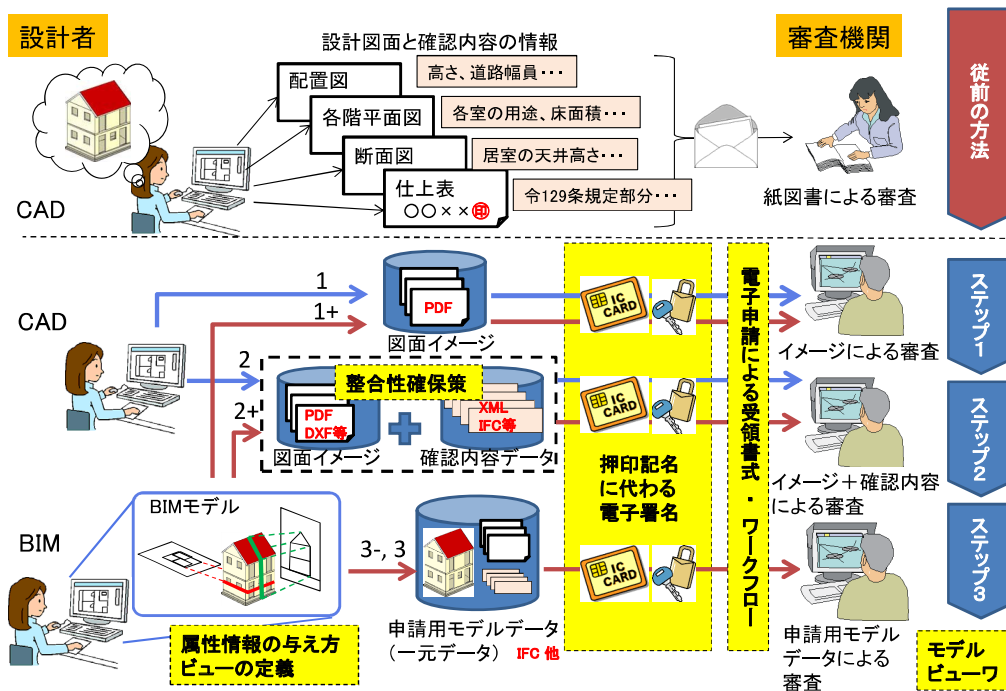 設計者
審査機関
従前の方法
設計図面と確認内容の情報
配置図
高さ、道路幅員・・・
各階平面図
各室の用途、床面積・・・
断面図
居室の天井高さ・・・
仕上表
○○××㊞
令129条規定部分・・・
CAD
紙図書による審査
CAD
1
1+
PDF
図面イメージ
IC
CARD
電子申請による受領書式・ワークフロー
イメージによる審査
ステップ1
2
2+
整合性確保策
PDF
DXF等
XML
IFC等
図面イメージ
確認内容データ
IC
CARD
押印記名
に代わる
電子署名
イメージ+確認内容
による審査
ステップ2
BIM
BIMモデル
3-, 3
申請用モデルデータ
(一元データ) IFC 他
IC
CARD
申請用モデル
データによる
審査
ステップ3
属性情報の与え方
ビューの定義
モデル
ビューワ